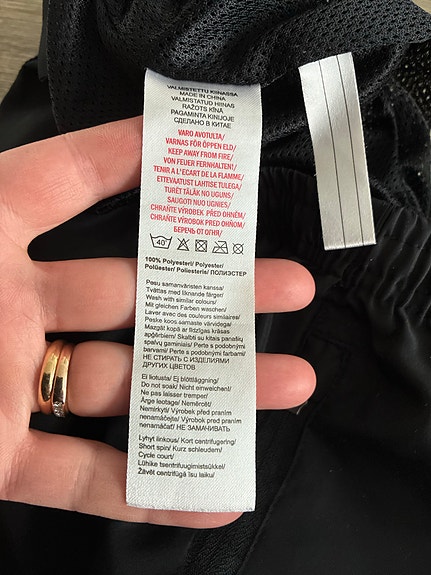 VALMISTETTU KIINASSA
MADE IN CHINA
VALMISTATUD HIINAS
RAŽOTS ĶĪNĀ
PAGAMINTA KINIJOJE
СДЕЛАНО В КИТАЕ
VARO AVOTULTA/
VARNAS FÖR ÖPPEN ELD/
KEEP AWAY FROM FIRE/
VON FEUER FERNHALTEN!/
TENIR A L'ECART DE LA FLAMME/
ETTEVAATUST LAHTISE TULEGA/
TURĒT TĀLĀK NO UGUNS/
SAUGOTI NUO UGNIES/
CHRAŇTE VÝROBEK PŘED OHNĚM/
CHRAŇTE VÝROBOK PRED OHŇOM/
БЕРЕЧЬ ОТ ОГНЯ/
40
100% Polyesteri/ Polyester/
Polüester/ Poliesteris/ ПОЛИЭСТЕР
Pesu samanväristen kanssa/
Tvättas med liknande färger/
Wash with similar colours/
Mit gleichen Farben waschen/
Laver avec des couleurs similaires/
Peske koos samaste värvidega/
Mazgāt kopā ar līdzīgas krāsas
apģērbiem/ Skalbti su kitais panašių
spalvų gaminiais/ Perte s podobnými
barvami/ Perte s podobnými farbami/
НЕ СТИРАТЬ С ИЗДЕЛИЯМИ
ДРУГИХ ЦВЕТОВ
Ei liotusta/ Ej blötläggning/
Do not soak/ Nicht einweichen!/
Ne pas laisser tremper/
Ärge leotage/ Nemērcēt/
Nemirkyti/ Výrobek před praním
nenamáčejte/ Výrobok pred praním
nenamáčať/ НЕ ЗАМАЧИВАТЬ
Lyhyt linkous/ Kort centrifugering/
Short spin/ Kurz schleudern/
Cycle court/
Lühike tsentrifuugimistsükkel/
Žāvēt centrifūgā īsu laiku/